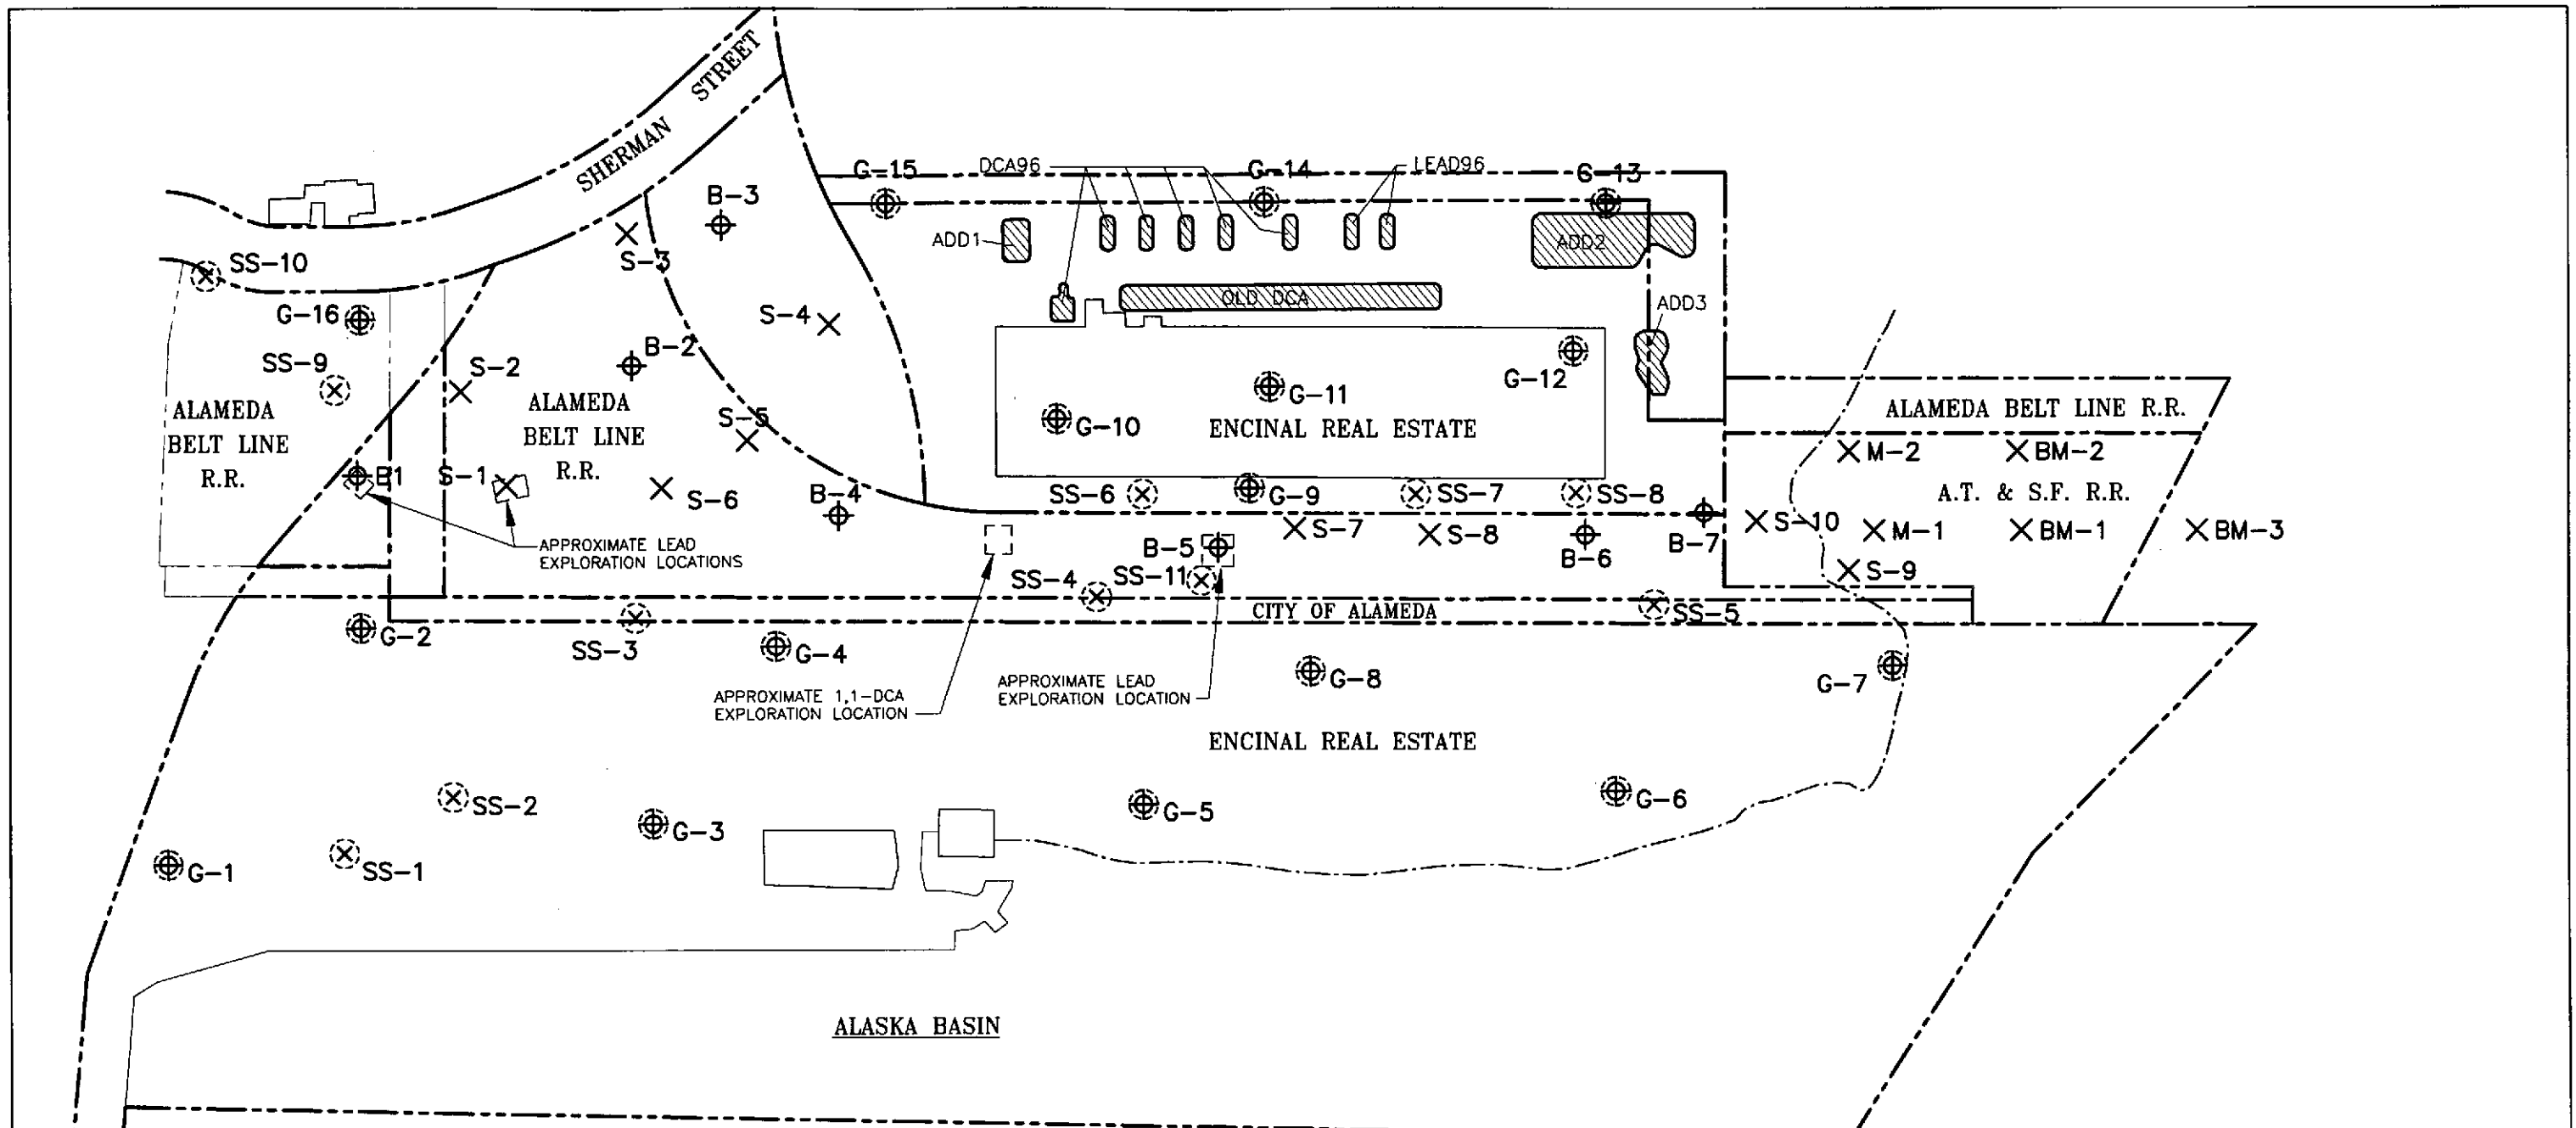 SHERMAN STREET
G-15
DCA96
G-14
LEAD96
G-13
B-3
ADD1
ADD2
S-3
SS-10
OLD DCA
ADD3
G-16
S-4
SS-9
S-2
B-2
G-12
G-11
ALAMEDA
BELT LINE
R.R.
ALAMEDA
BELT LINE
R.R.
S-5
G-10
ENCINAL REAL ESTATE
ALAMEDA BELT LINE R.R.
M-2
BM-2
B1
S-1
S-6
B-4
SS-6
G-9
SS-7
SS-8
A.T. & S.F. R.R.
S-7
S-8
B-6
B-7
S-10
M-1
BM-1
BM-3
APPROXIMATE LEAD
EXPLORATION LOCATIONS
B-5
SS-4
SS-11
S-9
CITY OF ALAMEDA
SS-5
G-2
SS-3
G-4
G-8
G-7
APPROXIMATE 1,1-DCA
EXPLORATION LOCATION
APPROXIMATE LEAD
EXPLORATION LOCATION
ENCINAL REAL ESTATE
SS-2
G-3
G-5
G-6
G-1
SS-1
ALASKA BASIN